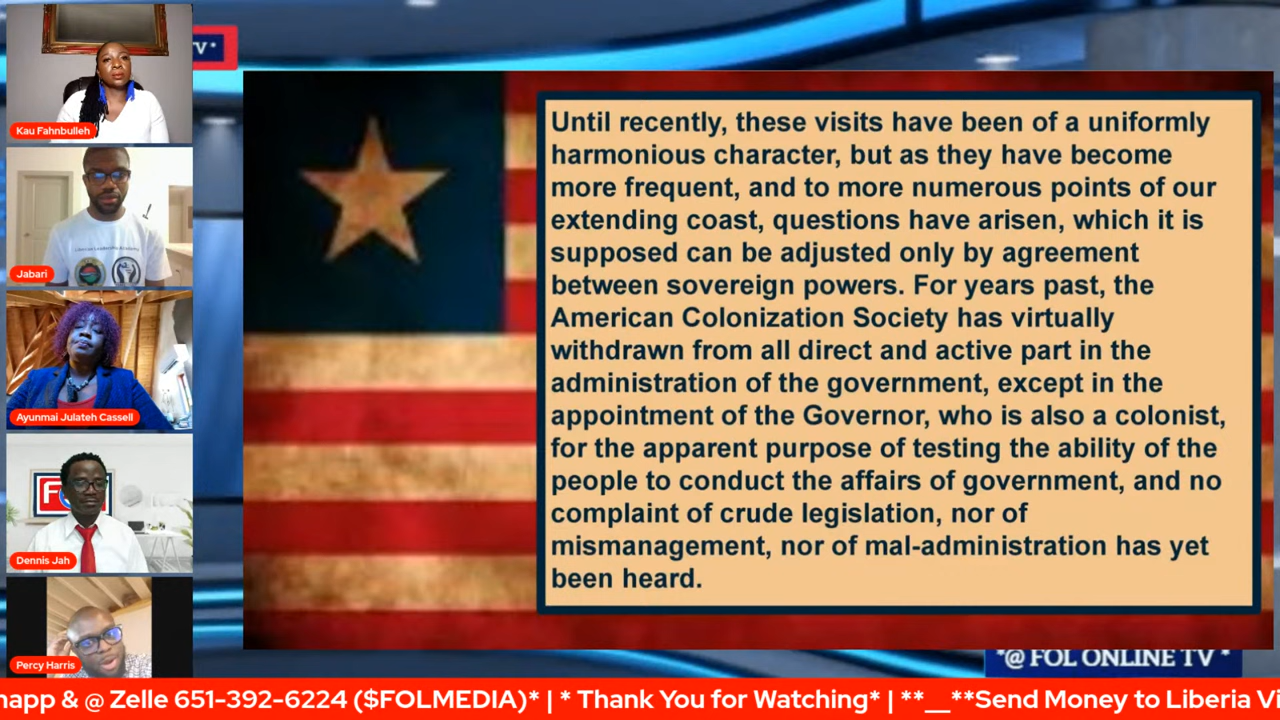 TV*
Kau Fahnbulleh
Jabari
Ayunmai Julateh Cassell
Dennis Jah
Percy Harris
Until recently, these visits have been of a uniformly
harmonious character, but as they have become
more frequent, and to more numerous points of our
extending coast, questions have arisen, which it is
supposed can be adjusted only by agreement
between sovereign powers. For years past, the
American Colonization Society has virtually
withdrawn from all direct and active part in the
administration of the government, except in the
appointment of the Governor, who is also a colonist,
for the apparent purpose of testing the ability of the
people to conduct the affairs of government, and no
complaint of crude legislation, nor of
mismanagement, nor of mal-administration has yet
been heard.
*@ FOL ONLINE TV *
& @ Zelle 651-392-6224 ($FOLMEDIA)* | * Thank You for Watching* | **__**Send Money to Liberia